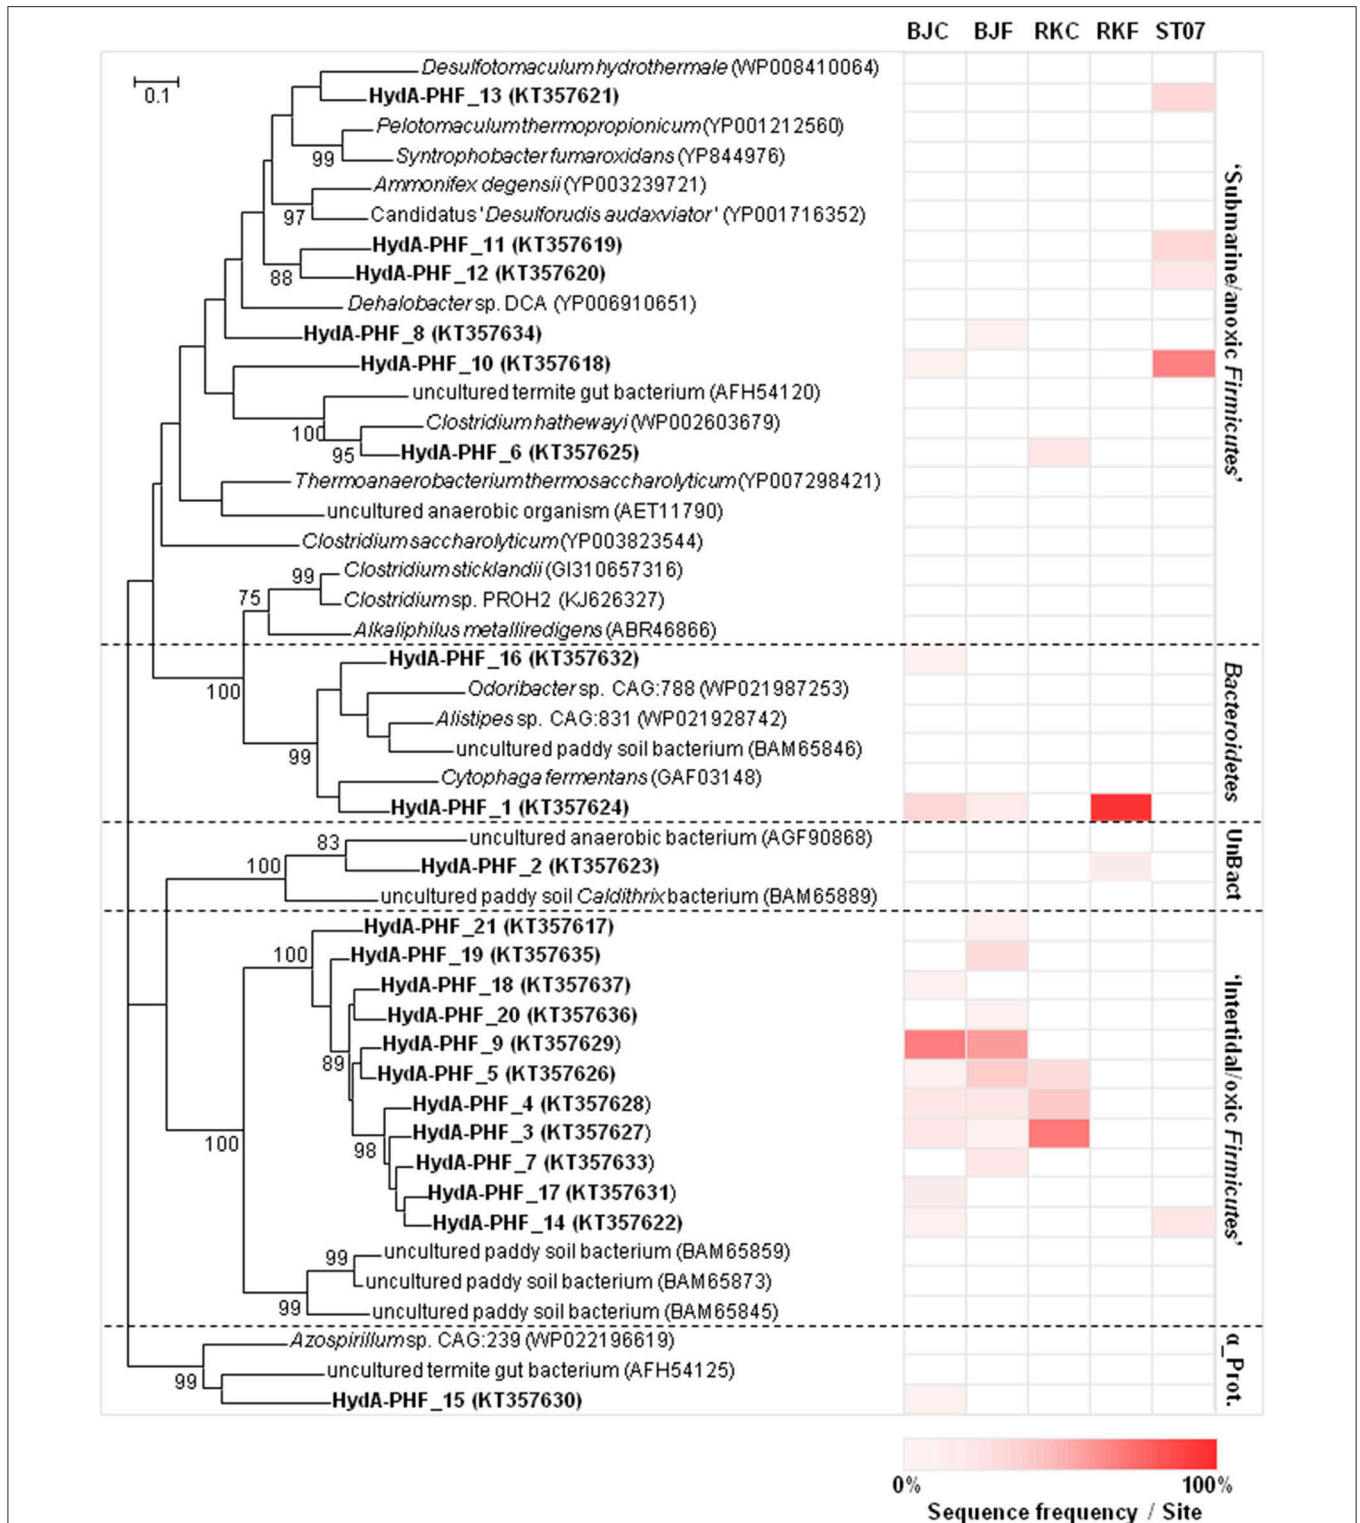 BJC BJF RKC RKF ST07
0.1
Desulfotomaculum hydrothermale (WP008410064)
HydA-PHF_13 (KT357621)
Pelotomaculum thermopropionicum (YP001212560)
99
Syntrophobacter fumaroxidans (YP844976)
Ammonifex degensii (YP003239721)
97
Candidatus 'Desulforudis audaxviator' (YP001716352)
HydA-PHF_11 (KT357619)
88
HydA-PHF_12 (KT357620)
Dehalobacter sp. DCA (YP006910651)
HydA-PHF_8 (KT357634)
HydA-PHF_10 (KT357618)
uncultured termite gut bacterium (AFH54120)
Clostridium hathewayi (WP002603679)
100
95
HydA-PHF_6 (KT357625)
Thermoanaerobacterium thermosaccharolyticum (YP007298421)
uncultured anaerobic organism (AET11790)
Clostridium saccharolyticum (YP003823544)
99
Clostridium sticklandii (GI310657316)
75
Clostridium sp. PROH2 (KJ626327)
Alkaliphilus metalliredigens (ABR46866)
'Submarine/anoxic Firmicutes'
HydA-PHF_16 (KT357632)
100
Odoribacter sp. CAG:788 (WP021987253)
Alistipes sp. CAG:831 (WP021928742)
uncultured paddy soil bacterium (BAM65846)
99
Cytophaga fermentans (GAF03148)
HydA-PHF_1 (KT357624)
Bacteroidetes
83
uncultured anaerobic bacterium (AGF90868)
100
HydA-PHF_2 (KT357623)
uncultured paddy soil Caldithrix bacterium (BAM65889)
UnBact
HydA-PHF_21 (KT357617)
100
HydA-PHF_19 (KT357635)
HydA-PHF_18 (KT357637)
HydA-PHF_20 (KT357636)
HydA-PHF_9 (KT357629)
89
HydA-PHF_5 (KT357626)
HydA-PHF_4 (KT357628)
HydA-PHF_3 (KT357627)
100
98
HydA-PHF_7 (KT357633)
HydA-PHF_17 (KT357631)
HydA-PHF_14 (KT357622)
99
uncultured paddy soil bacterium (BAM65859)
uncultured paddy soil bacterium (BAM65873)
99
uncultured paddy soil bacterium (BAM65845)
'Intertidal/oxic Firmicutes'
Azospirillum sp. CAG:239 (WP022196619)
uncultured termite gut bacterium (AFH54125)
99
HydA-PHF_15 (KT357630)
α_Prot.
0% 100%
Sequence frequency / Site